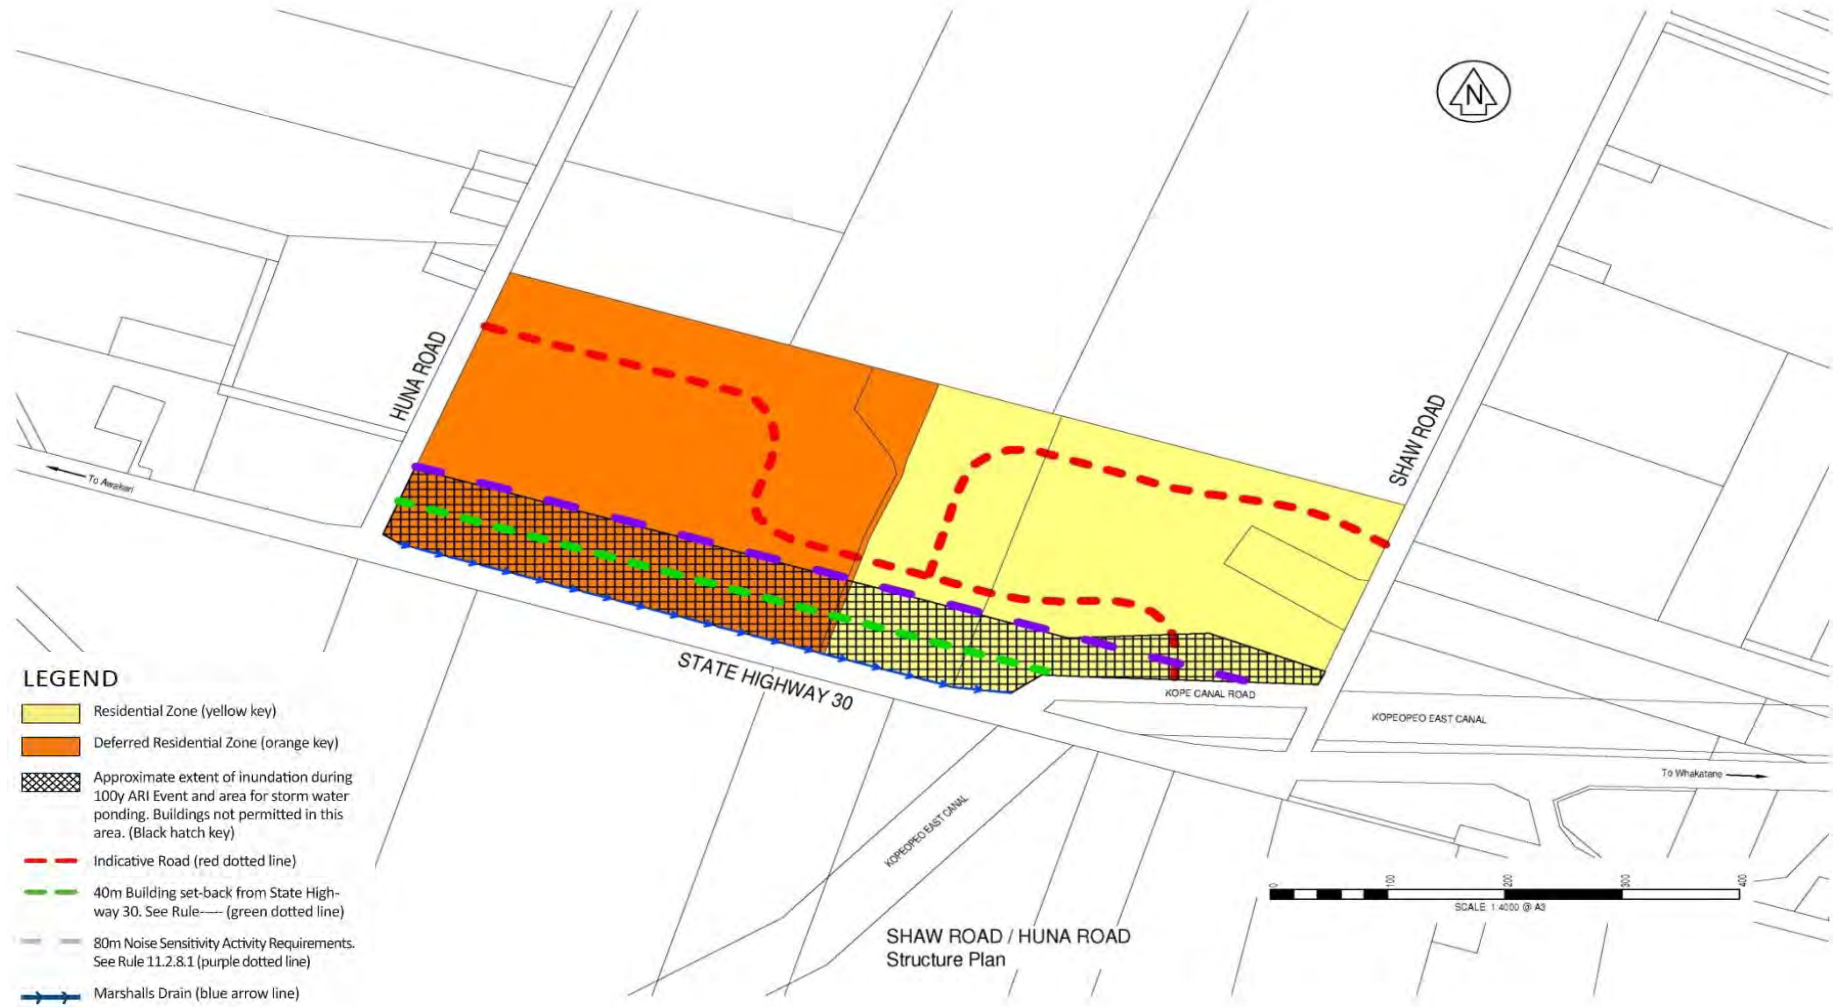 N
HUNA ROAD
SHAW ROAD
To Awakeri
STATE HIGHWAY 30
KOPE CANAL ROAD
KOPEOPEO EAST CANAL
To Whakatane
KOPEOPEO EAST CANAL
LEGEND
Residential Zone (yellow key)
Deferred Residential Zone (orange key)
Approximate extent of inundation during
100y ARI Event and area for storm water
ponding. Buildings not permitted in this
area. (Black hatch key)
Indicative Road (red dotted line)
40m Building set-back from State High-
way 30. See Rule---- (green dotted line)
80m Noise Sensitivity Activity Requirements.
See Rule 11.2.8.1 (purple dotted line)
Marshalls Drain (blue arrow line)
0 100 200 300 400
SCALE 1:4000 @ A3
SHAW ROAD / HUNA ROAD
Structure Plan